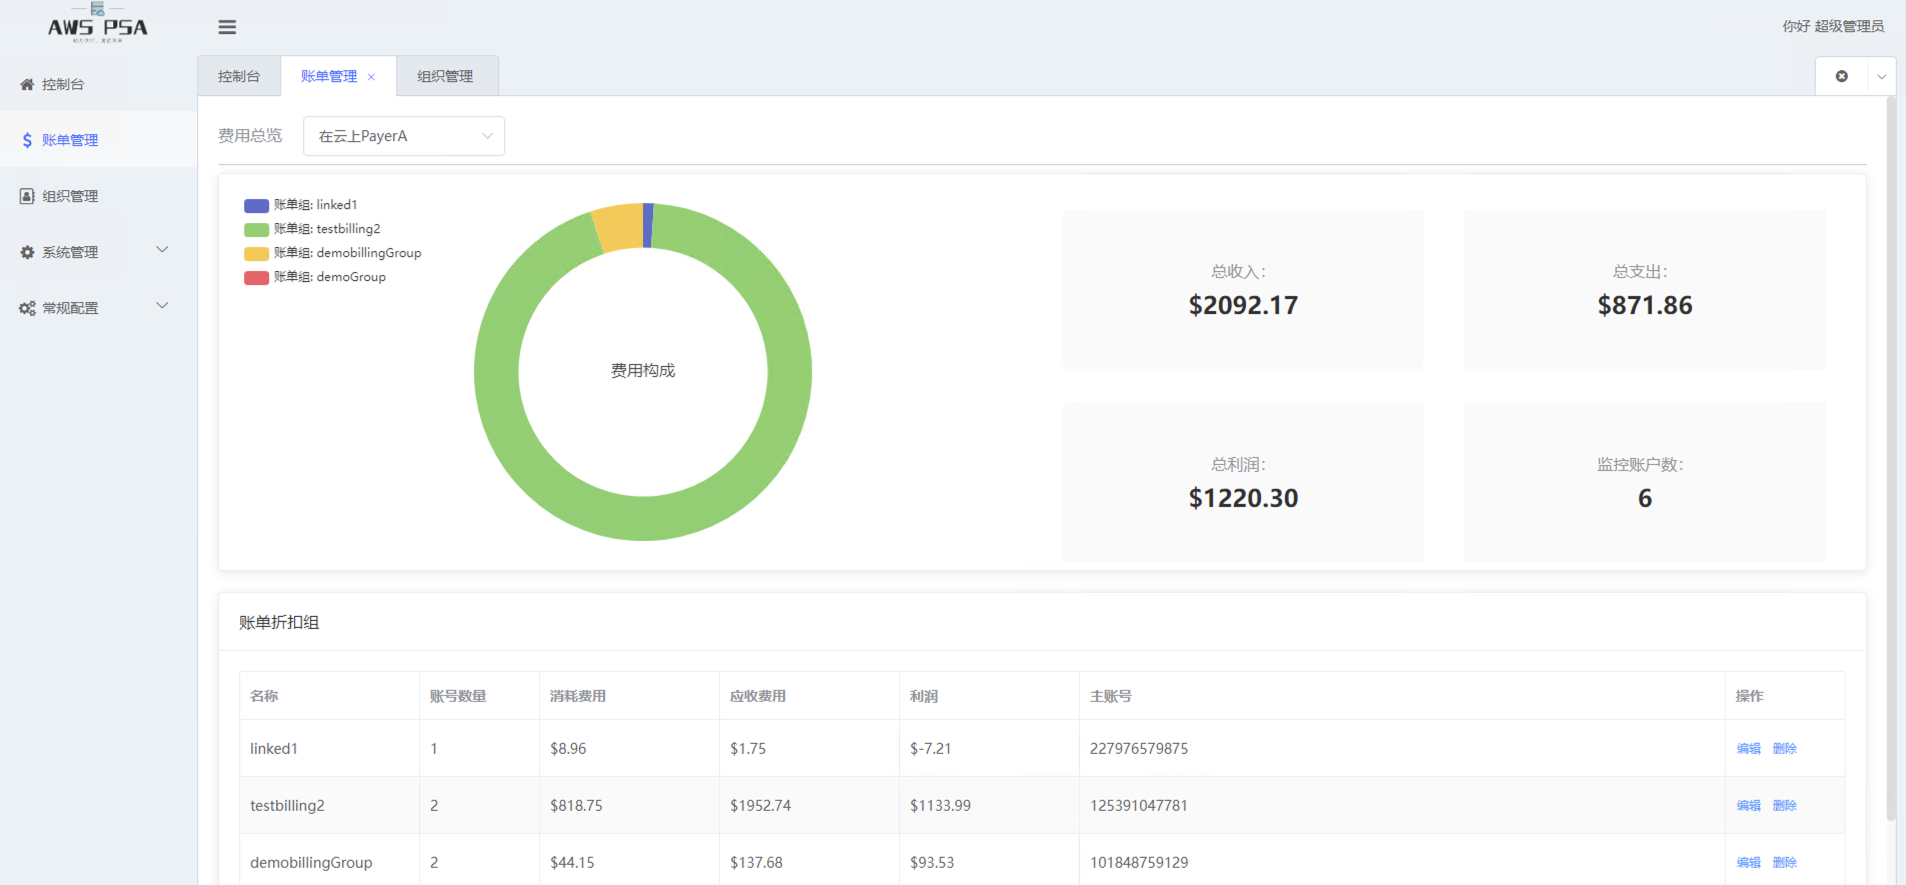 AWS PSA
你好 超级管理员
控制台
账单管理
组织管理
系统管理
常规配置
控制台 账单管理 × 组织管理
费用总览 在云上PayerA
账单组: linked1
账单组: testbilling2
账单组: demobillingGroup
账单组: demoGroup
费用构成
总收入:
$2092.17
总支出:
$871.86
总利润:
$1220.30
监控账户数:
6
账单折扣组
名称 账号数量 消耗费用 应收费用 利润 主账号 操作
linked1 1 $8.96 $1.75 $-7.21 227976579875 编辑 删除
testbilling2 2 $818.75 $1952.74 $1133.99 125391047781 编辑 删除
demobillingGroup 2 $44.15 $137.68 $93.53 101848759129 编辑 删除